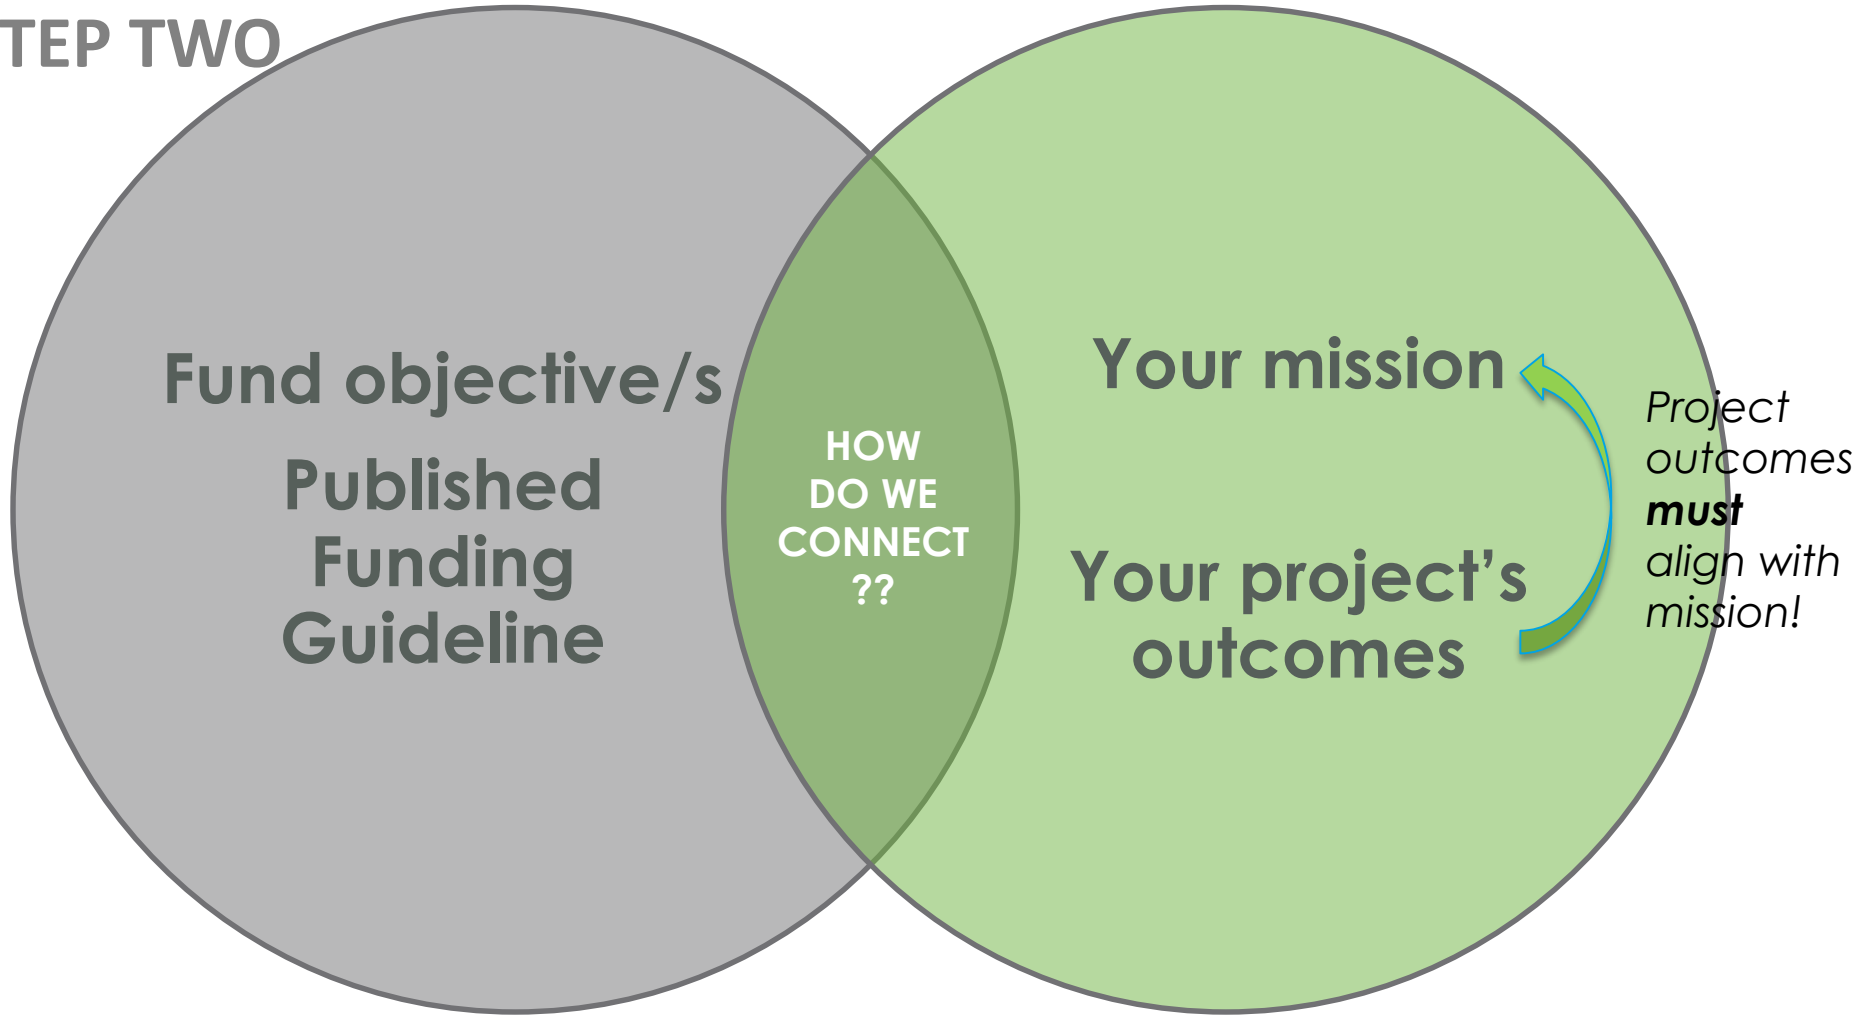 TEP TWO
Fund objective/s
Published
Funding
Guideline
HOW
DO WE
CONNECT
??
Your mission
Your project’s
outcomes
Project
outcomes
must
align with
mission!